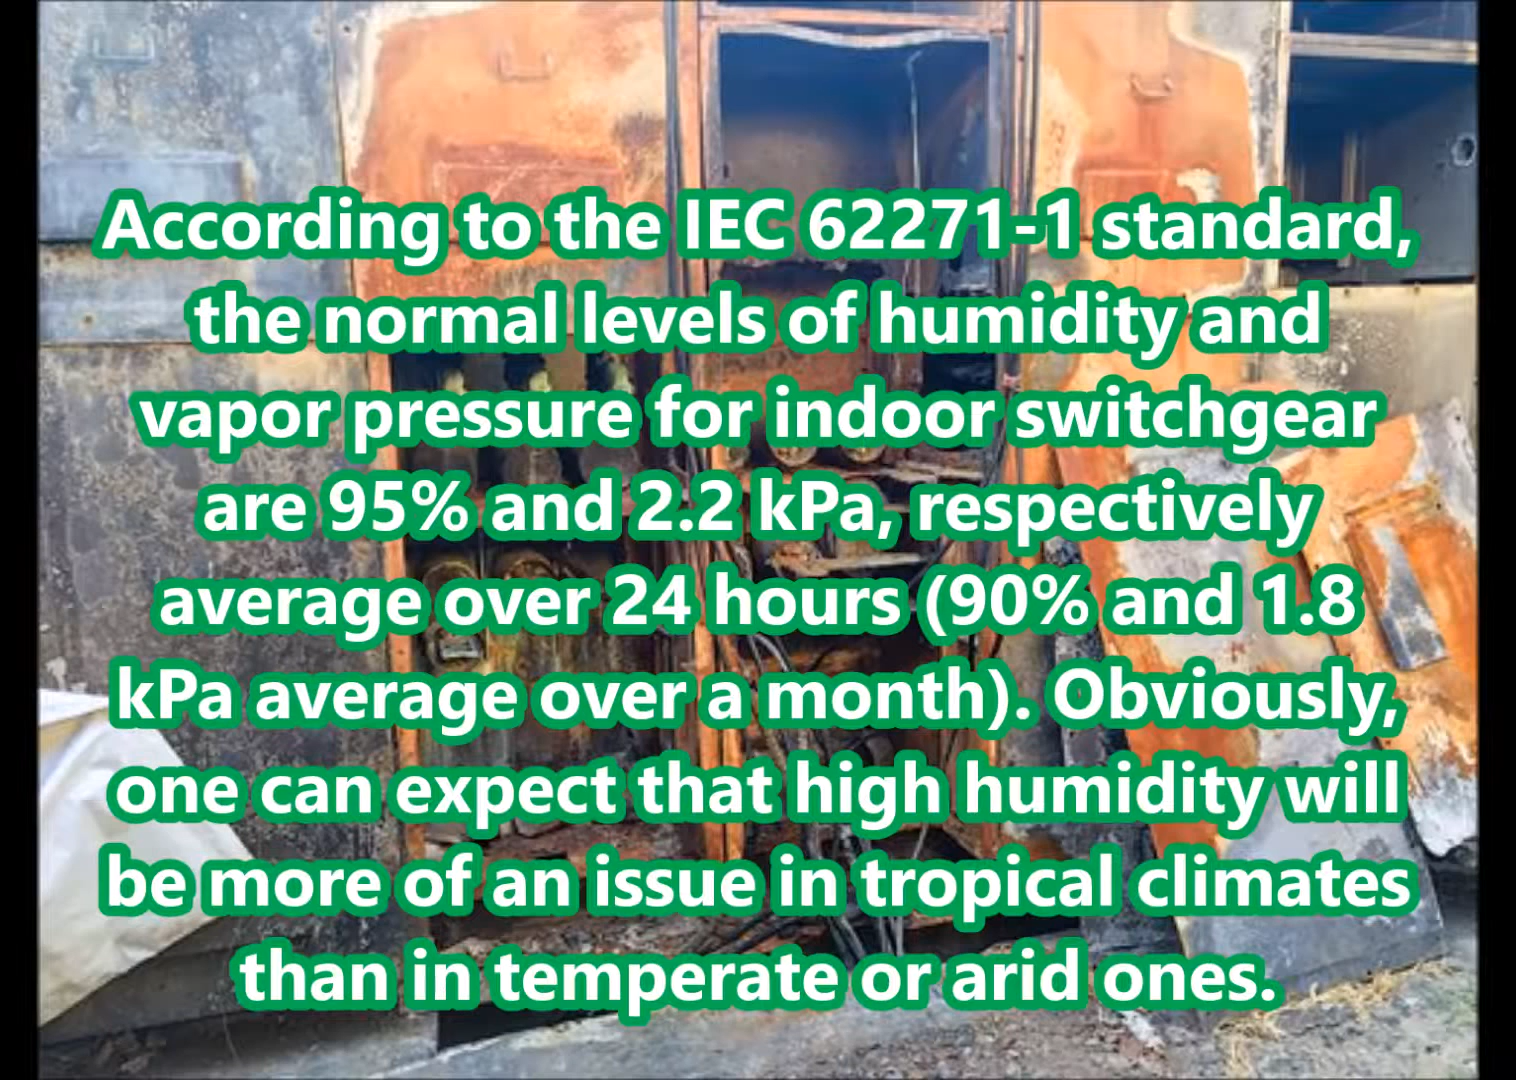 According to the IEC 62271-1 standard,
the normal levels of humidity and
vapor pressure for indoor switchgear
are 95% and 2.2 kPa, respectively
average over 24 hours (90% and 1.8
kPa average over a month). Obviously,
one can expect that high humidity will
be more of an issue in tropical climates
than in temperate or arid ones.